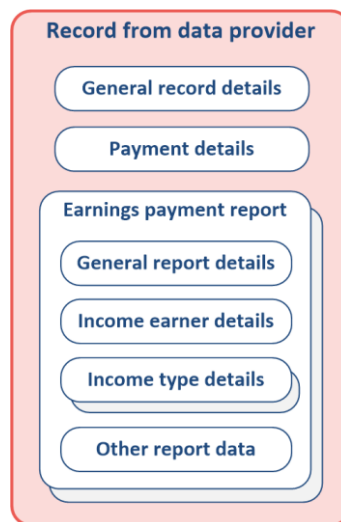 Record from data provider
General record details
Payment details
Earnings payment report
General report details
Income earner details
Income type details
Other report data